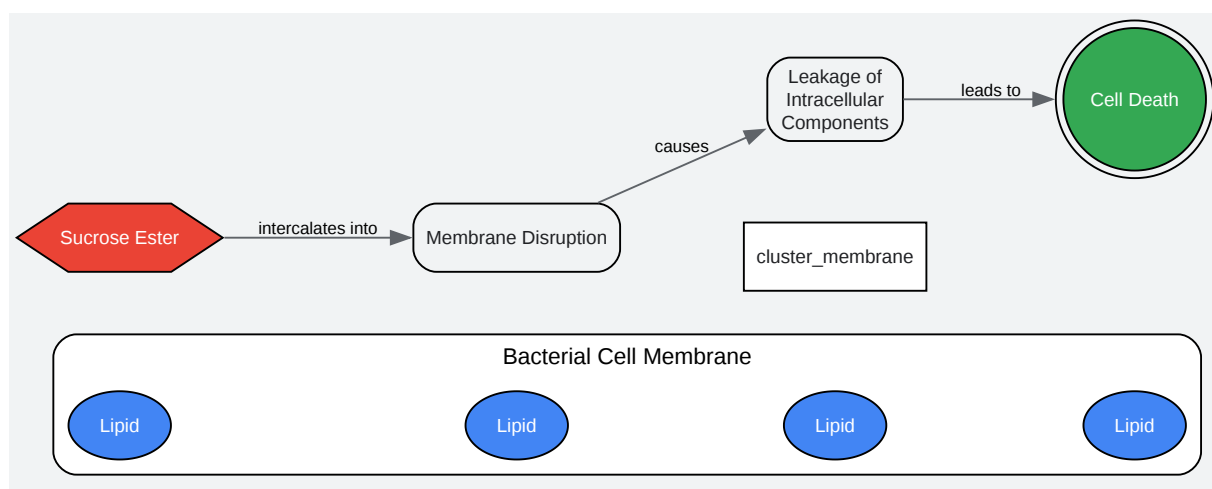 Leakage of
Intracellular
Components
leads to
Cell Death
causes
Sucrose Ester
intercalates into
Membrane Disruption
cluster_membrane
Bacterial Cell Membrane
Lipid
Lipid
Lipid
Lipid